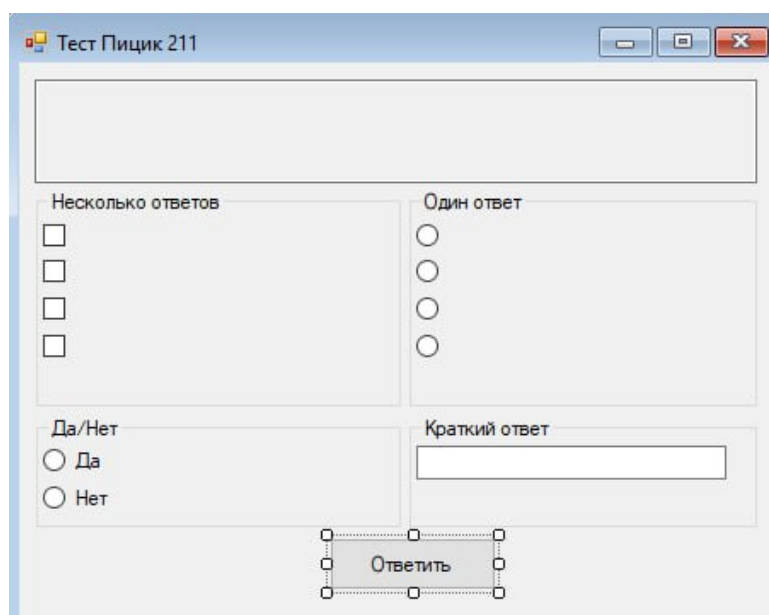 Тест Пицик 211
Несколько ответов
Один ответ
Да/Нет
Да
Нет
Краткий ответ
Ответить